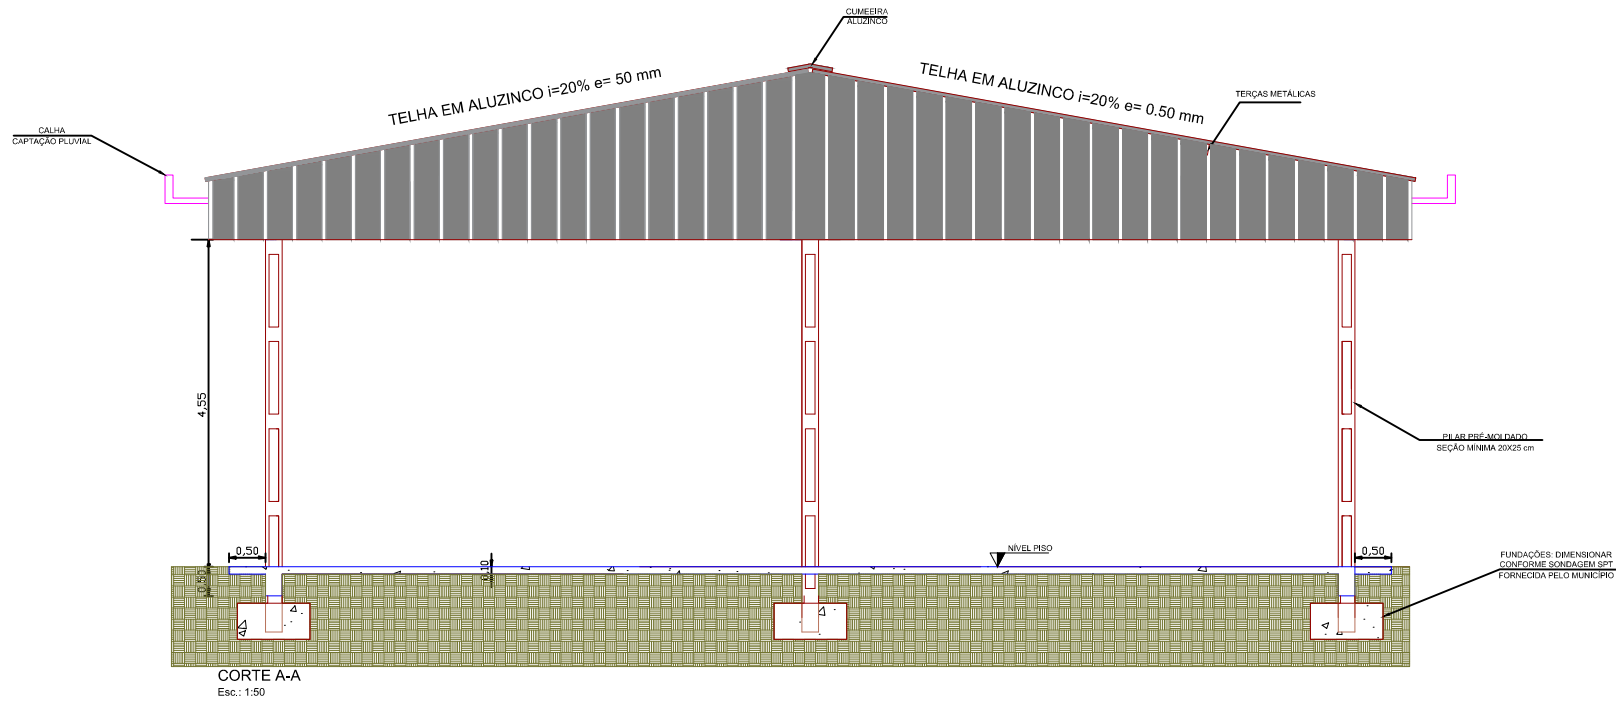 CUMEEIRA
ALUZINCO
TELHA EM ALUZINCO i=20% e= 50 mm
TELHA EM ALUZINCO i=20% e= 0.50 mm
TERÇAS METÁLICAS
CALHA
CAPTAÇÃO PLUVIAL
4,55
PILAR PRÉ-MOLDADO
SEÇÃO MÍNIMA 20X25 cm
0,50
0,50
0,10
NÍVEL PISO
0,50
FUNDAÇÕES: DIMENSIONAR
CONFORME SONDAGEM SPT
FORNECIDA PELO MUNICÍPIO
CORTE A-A
Esc.: 1:50